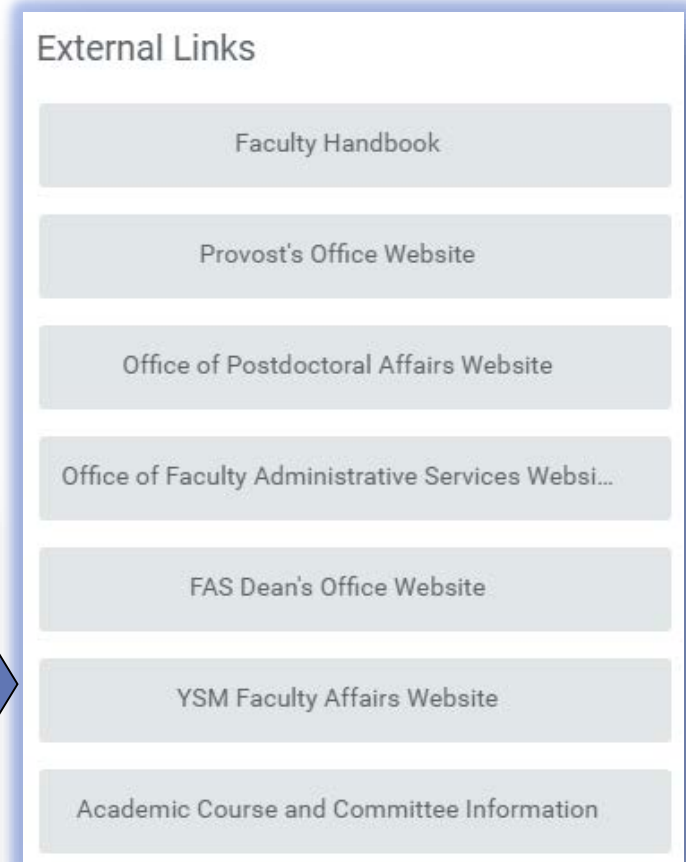 External Links
Faculty Handbook
Provost's Office Website
Office of Postdoctoral Affairs Website
Office of Faculty Administrative Services Websi...
FAS Dean's Office Website
YSM Faculty Affairs Website
Academic Course and Committee Information